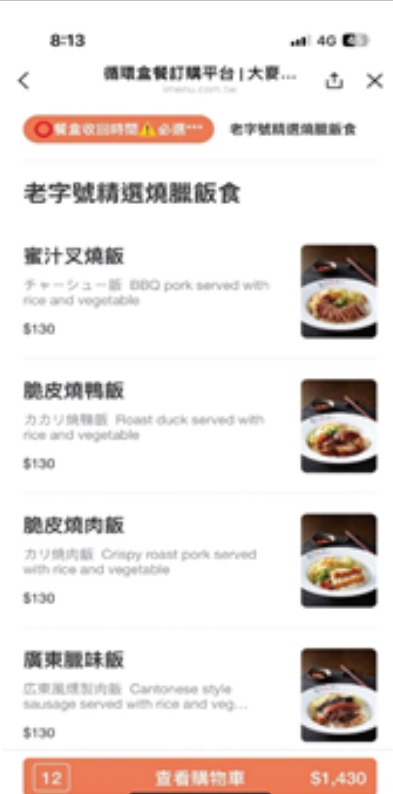 8:13
4G
循環盒餐訂購平台 | 大麥...
imenu.com.tw
⭕餐盒收回時間⚠️必選***
老字號精選燒臘飯食
老字號精選燒臘飯食
蜜汁叉燒飯
チャーシュー飯 BBQ pork served with
rice and vegetable
$130
脆皮燒鴨飯
カカリ焼鴨飯 Roast duck served with
rice and vegetable
$130
脆皮燒肉飯
カリ焼肉飯 Crispy roast pork served
with rice and vegetable
$130
廣東臘味飯
広東風燻製肉飯 Cantonese style
sausage served with rice and veg...
$130
12
查看購物車
$1,430